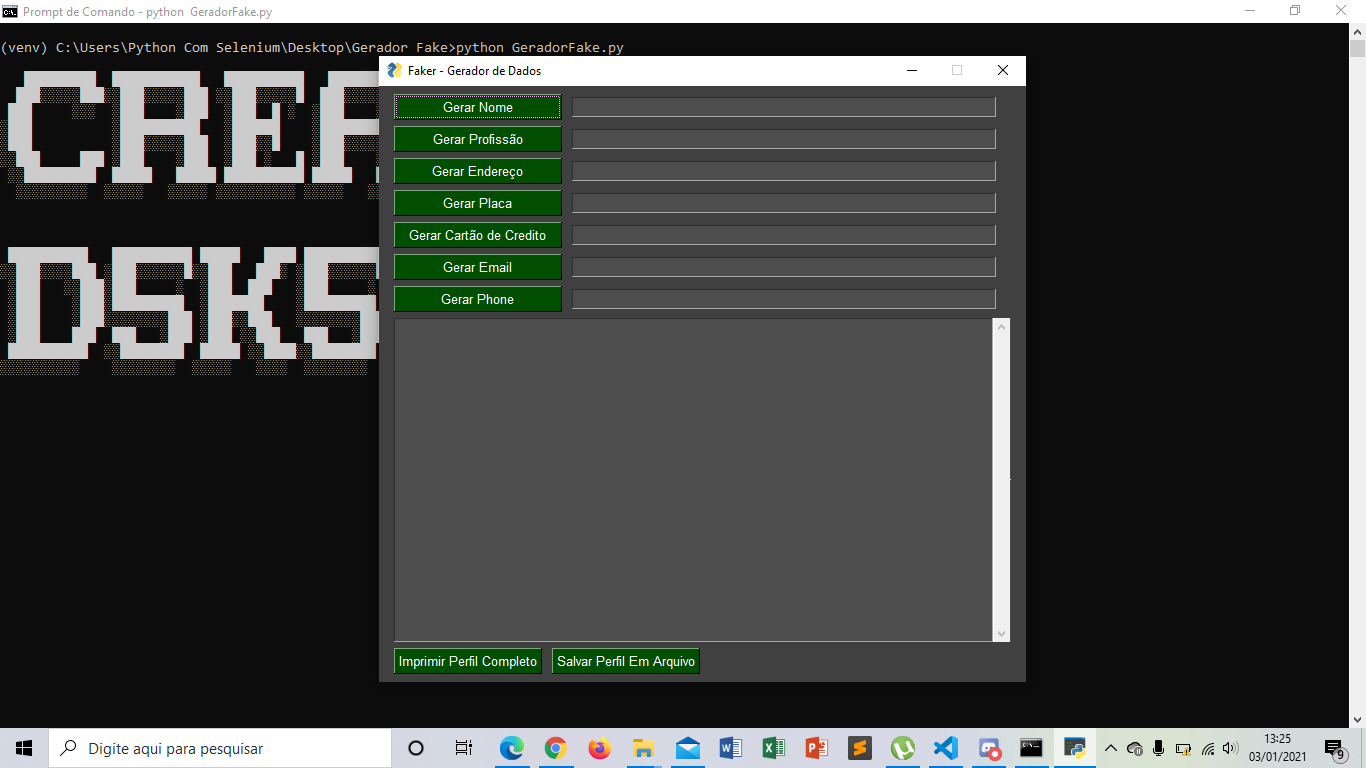 Prompt de Comando - python  GeradorFake.py
(venv) C:\Users\Python Com Selenium\Desktop\Gerador Fake>python GeradorFake.py
Faker - Gerador de Dados
Gerar Nome
Gerar Profissão
Gerar Endereço
Gerar Placa
Gerar Cartão de Credito
Gerar Email
Gerar Phone
Imprimir Perfil Completo
Salvar Perfil Em Arquivo
Digite aqui para pesquisar
13:25
03/01/2021
9